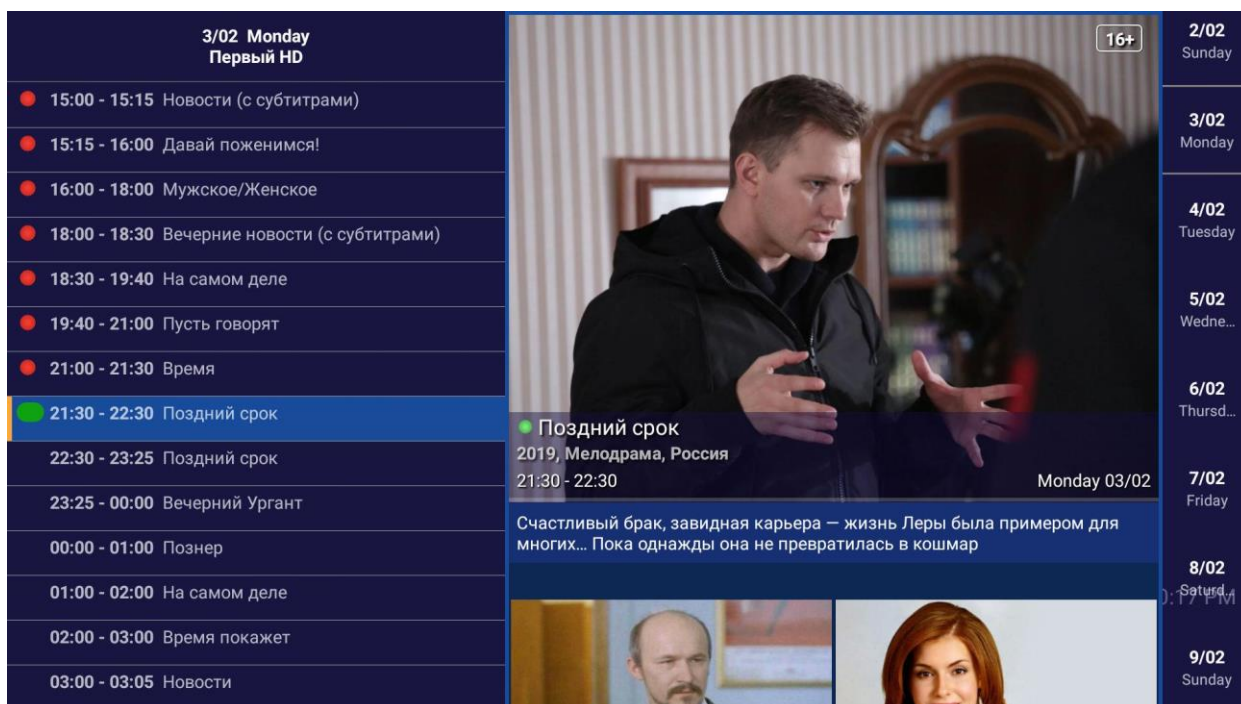 3/02 Monday
Первый HD
15:00 - 15:15 Новости (с субтитрами)
15:15 - 16:00 Давай поженимся!
16:00 - 18:00 Мужское/Женское
18:00 - 18:30 Вечерние новости (с субтитрами)
18:30 - 19:40 На самом деле
19:40 - 21:00 Пусть говорят
21:00 - 21:30 Время
21:30 - 22:30 Поздний срок
22:30 - 23:25 Поздний срок
23:25 - 00:00 Вечерний Ургант
00:00 - 01:00 Познер
01:00 - 02:00 На самом деле
02:00 - 03:00 Время покажет
03:00 - 03:05 Новости
16+
Поздний срок
2019, Мелодрама, Россия
21:30 - 22:30 Monday 03/02
Счастливый брак, завидная карьера — жизнь Леры была примером для
многих... Пока однажды она не превратилась в кошмар
2/02
Sunday
3/02
Monday
4/02
Tuesday
5/02
Wedne...
6/02
Thursd...
7/02
Friday
8/02
Saturd...
9/02
Sunday